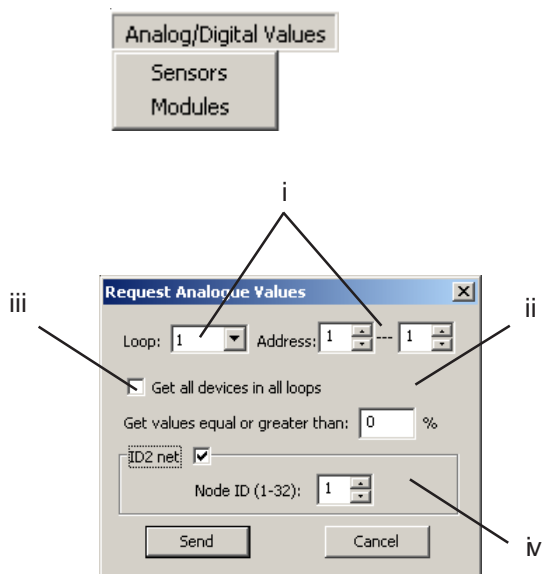 Analog/Digital Values
Sensors
Modules
i
Request Analogue Values
iii
ii
Loop: 1 Address: 1 --- 1
Get all devices in all loops
Get values equal or greater than: 0 %
ID2 net
Node ID (1-32): 1
Send Cancel
iv